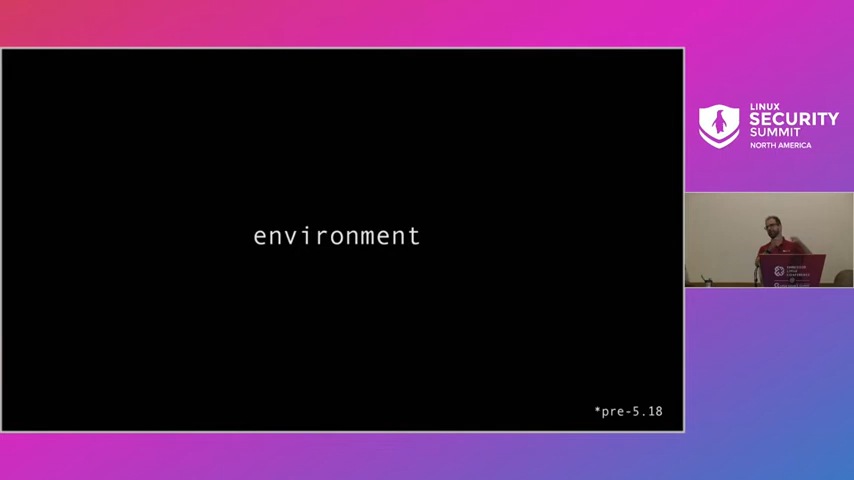 environment
*pre-5.18
LINUX
SECURITY
SUMMIT
NORTH AMERICA